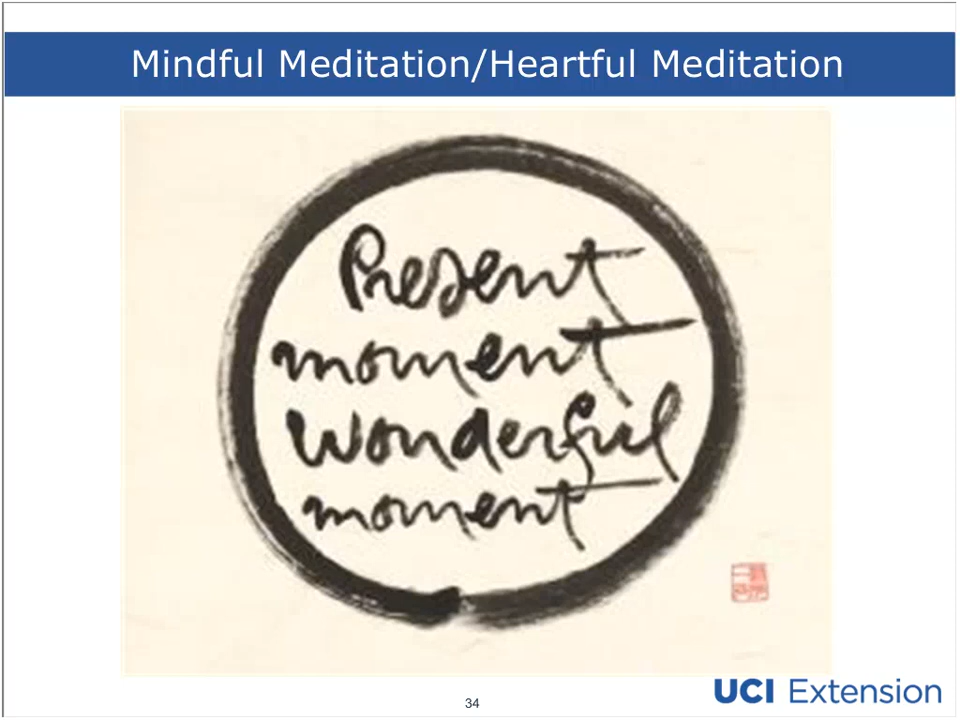 Mindful Meditation/Heartful Meditation
Present
moment
wonderful
moment
34
UCI Extension